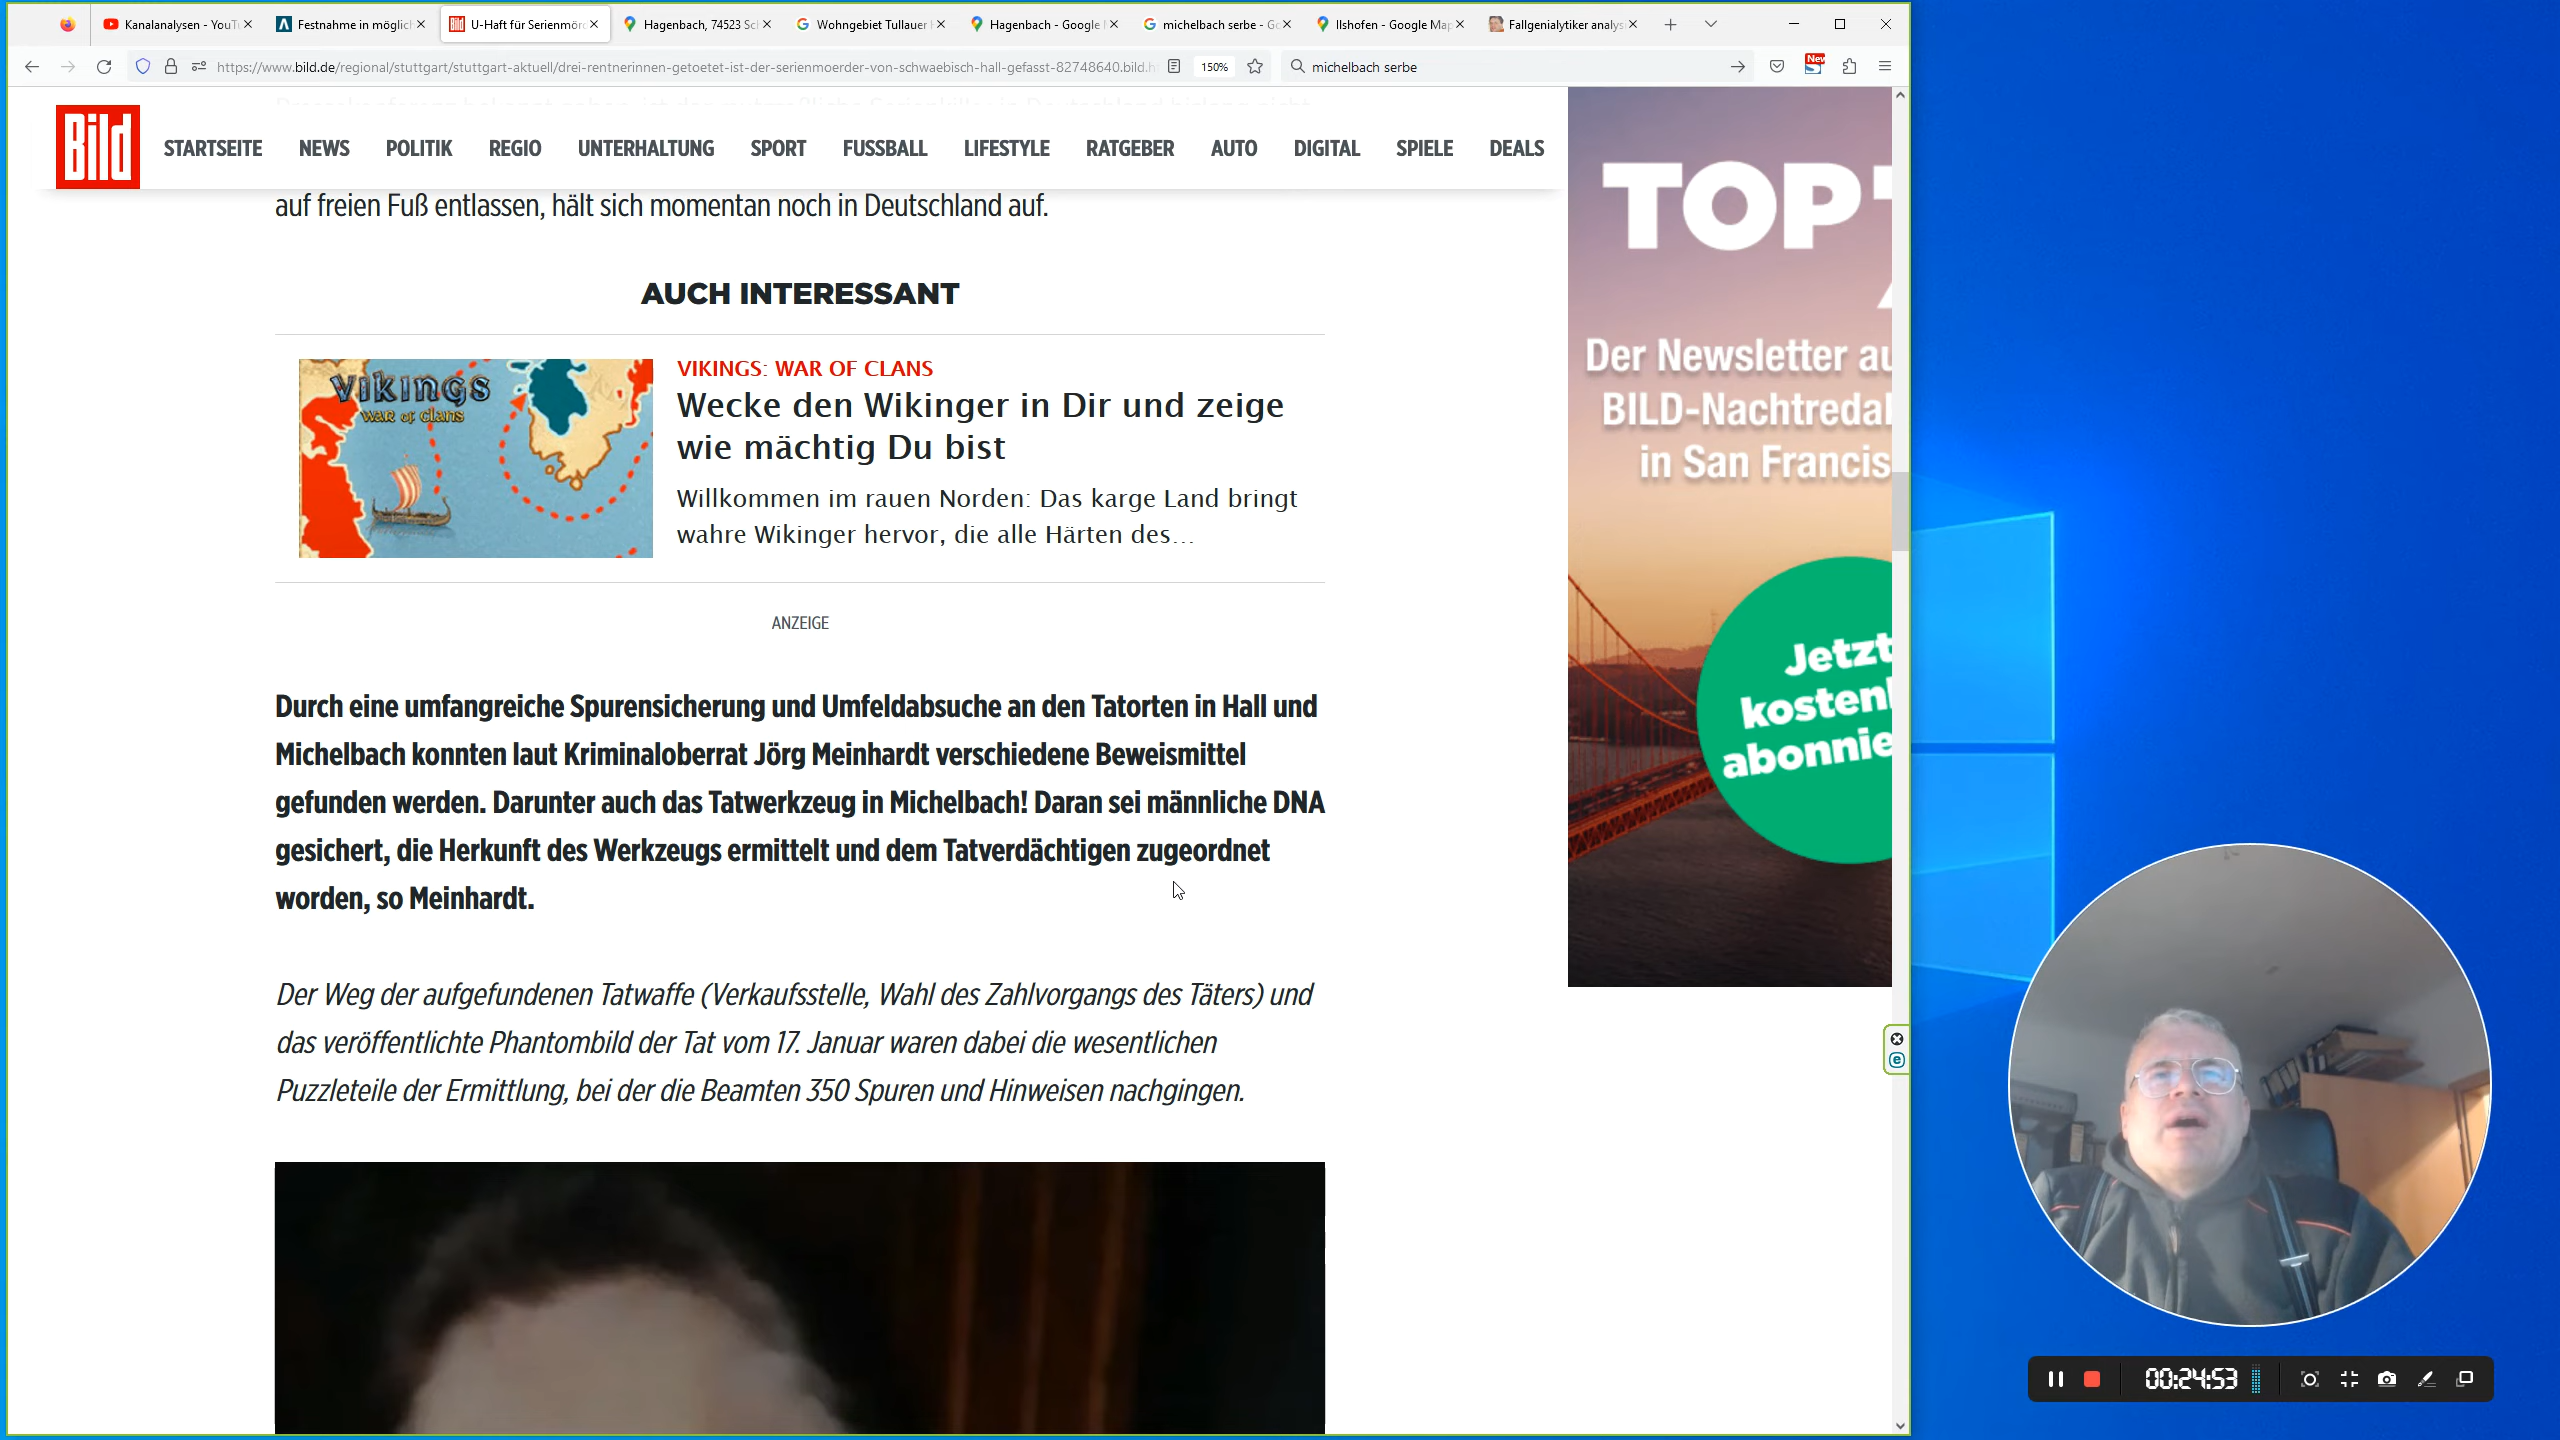 Kanalanalysen - YouT
Festnahme in möglic
U-Haft für Serienmörd
Hagenbach, 74523 Sc
Wohngebiet Tullauer
Hagenbach - Google
michelbach serbe - Go
Ilshofen - Google Map
Fallgenialytiker analys
https://www.bild.de/regional/stuttgart/stuttgart-aktuell/drei-rentnerinnen-getoetet-ist-der-serienmoerder-von-schwaebisch-hall-gefasst-82748640.bild.h
150%
michelbach serbe
New
Bild
STARTSEITE NEWS POLITIK REGIO UNTERHALTUNG SPORT FUSSBALL LIFESTYLE RATGEBER AUTO DIGITAL SPIELE DEALS
auf freien Fuß entlassen, hält sich momentan noch in Deutschland auf.
AUCH INTERESSANT
VIKINGS
WAR OF CLANS
VIKINGS: WAR OF CLANS
Wecke den Wikinger in Dir und zeige
wie mächtig Du bist
Willkommen im rauen Norden: Das karge Land bringt
wahre Wikinger hervor, die alle Härten des...
ANZEIGE
Durch eine umfangreiche Spurensicherung und Umfeldabsuche an den Tatorten in Hall und
Michelbach konnten laut Kriminaloberrat Jörg Meinhardt verschiedene Beweismittel
gefunden werden. Darunter auch das Tatwerkzeug in Michelbach! Daran sei männliche DNA
gesichert, die Herkunft des Werkzeugs ermittelt und dem Tatverdächtigen zugeordnet
worden, so Meinhardt.
Der Weg der aufgefundenen Tatwaffe (Verkaufsstelle, Wahl des Zahlvorgangs des Täters) und
das veröffentlichte Phantombild der Tat vom 17. Januar waren dabei die wesentlichen
Puzzleteile der Ermittlung, bei der die Beamten 350 Spuren und Hinweisen nachgingen.
TOP
Der Newsletter au
BILD-Nachtredak
in San Francis
Jetzt
kostenl
abonnie
00:24:53